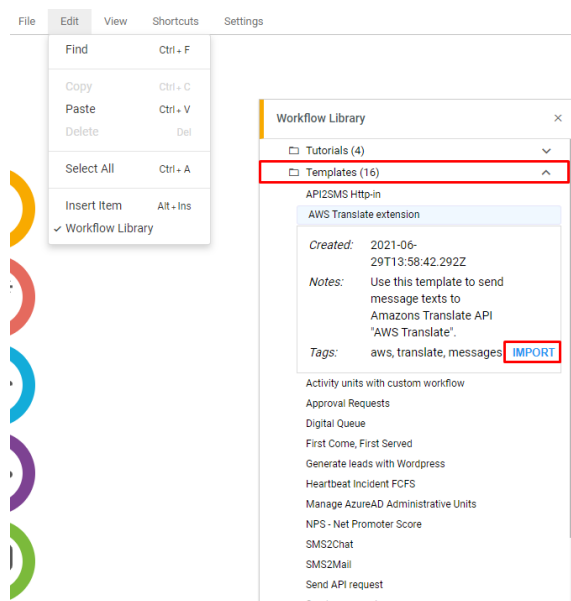 File Edit View Shortcuts Settings
Find Ctrl + F
Copy Ctrl + C
Paste Ctrl + V
Delete Del
Select All Ctrl + A
Insert Item Alt + Ins
Workflow Library
Workflow Library
Tutorials (4)
Templates (16)
API2SMS Http-in
AWS Translate extension
Created: 2021-06-
29T13:58:42.292Z
Notes: Use this template to send
message texts to
Amazons Translate API
"AWS Translate".
Tags: aws, translate, messages IMPORT
Activity units with custom workflow
Approval Requests
Digital Queue
First Come, First Served
Generate leads with Wordpress
Heartbeat Incident FCFS
Manage AzureAD Administrative Units
NPS - Net Promoter Score
SMS2Chat
SMS2Mail
Send API request